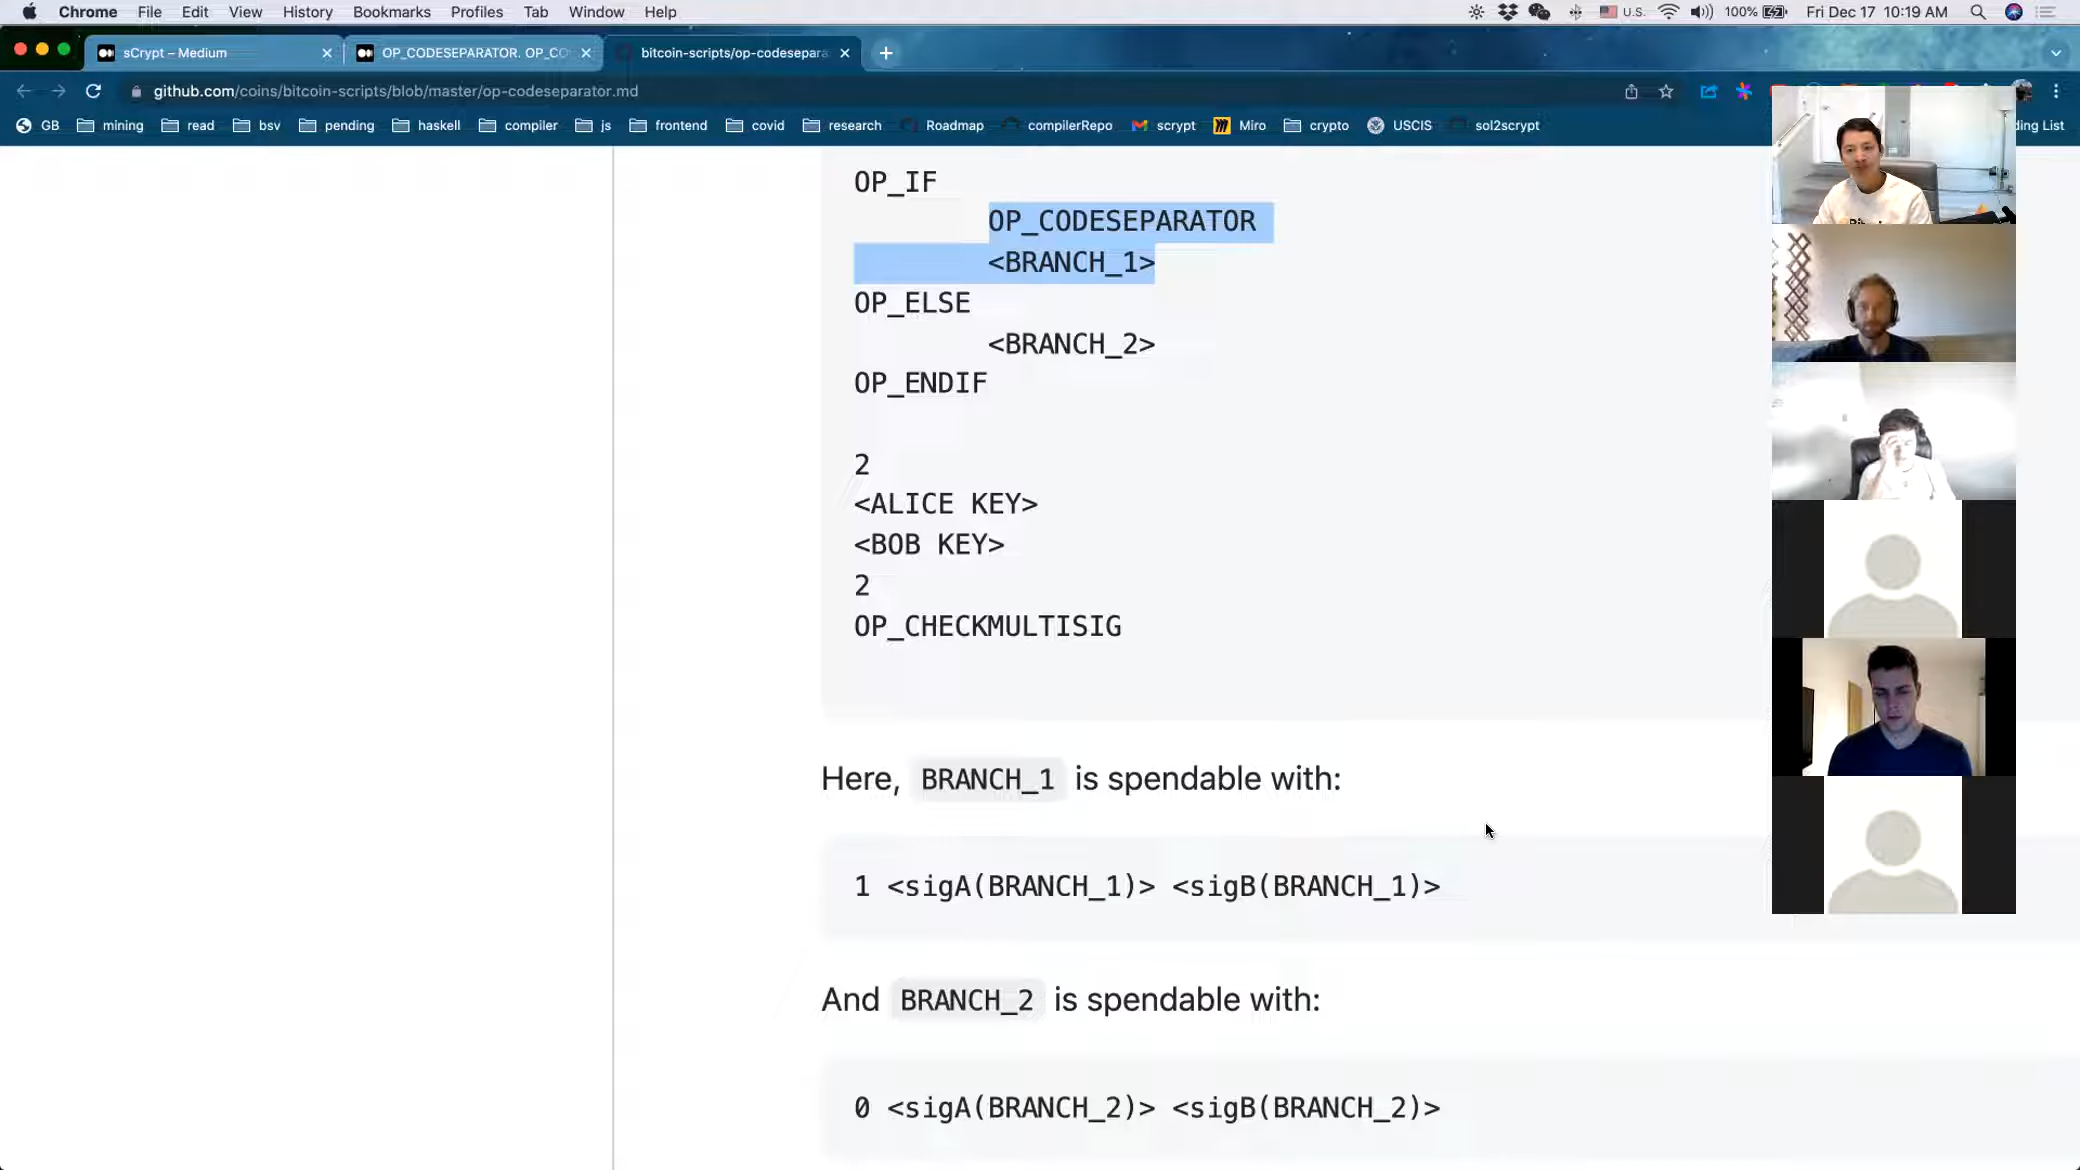 Chrome File Edit View History Bookmarks Profiles Tab Window Help U.S. 100% Fri Dec 17 10:19 AM
sCrypt – Medium OP_CODESEPARATOR. OP_CO bitcoin-scripts/op-codesepara
github.com/coins/bitcoin-scripts/blob/master/op-codeseparator.md
GB mining read bsv pending haskell compiler js frontend covid research Roadmap compilerRepo scrypt Miro crypto USCIS sol2scrypt ding List
OP_IF
OP_CODESEPARATOR
<BRANCH_1>
OP_ELSE
<BRANCH_2>
OP_ENDIF
2
<ALICE KEY>
<BOB KEY>
2
OP_CHECKMULTISIG
Here, BRANCH_1 is spendable with:
1 <sigA(BRANCH_1)> <sigB(BRANCH_1)>
And BRANCH_2 is spendable with:
0 <sigA(BRANCH_2)> <sigB(BRANCH_2)>